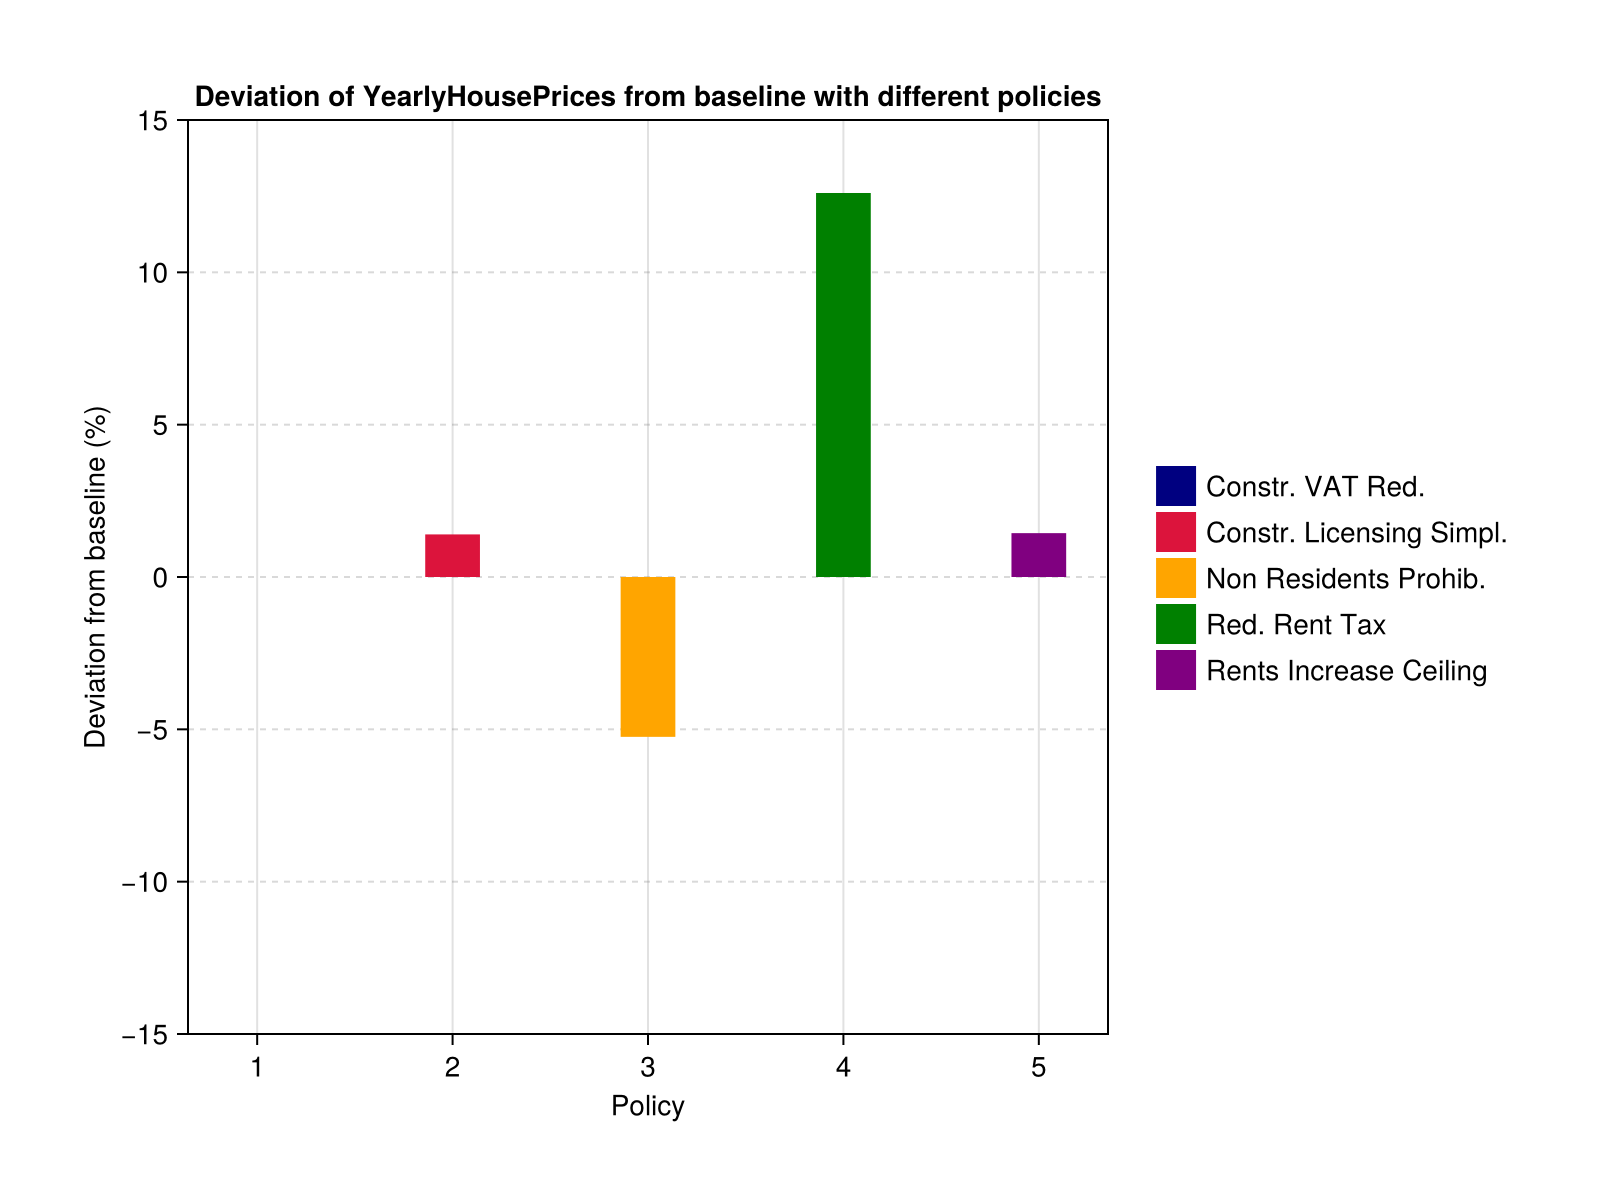 Deviation of YearlyHousePrices from baseline with different policies
15
10
5
0
−5
−10
−15
Deviation from baseline (%)
1 2 3 4 5
Policy
Constr. VAT Red.
Constr. Licensing Simpl.
Non Residents Prohib.
Red. Rent Tax
Rents Increase Ceiling